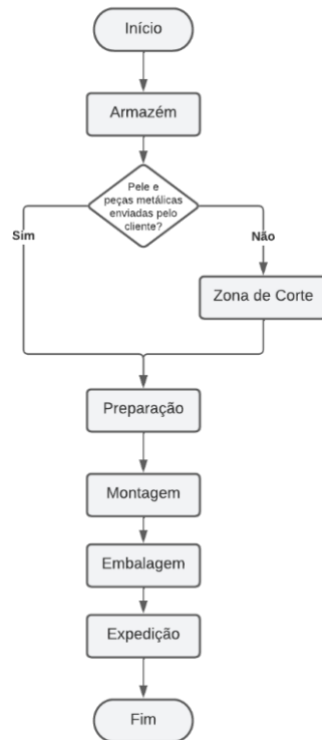 Início
Armazém
Pele e
peças metálicas
enviadas pelo
cliente?
Sim
Não
Zona de Corte
Preparação
Montagem
Embalagem
Expedição
Fim